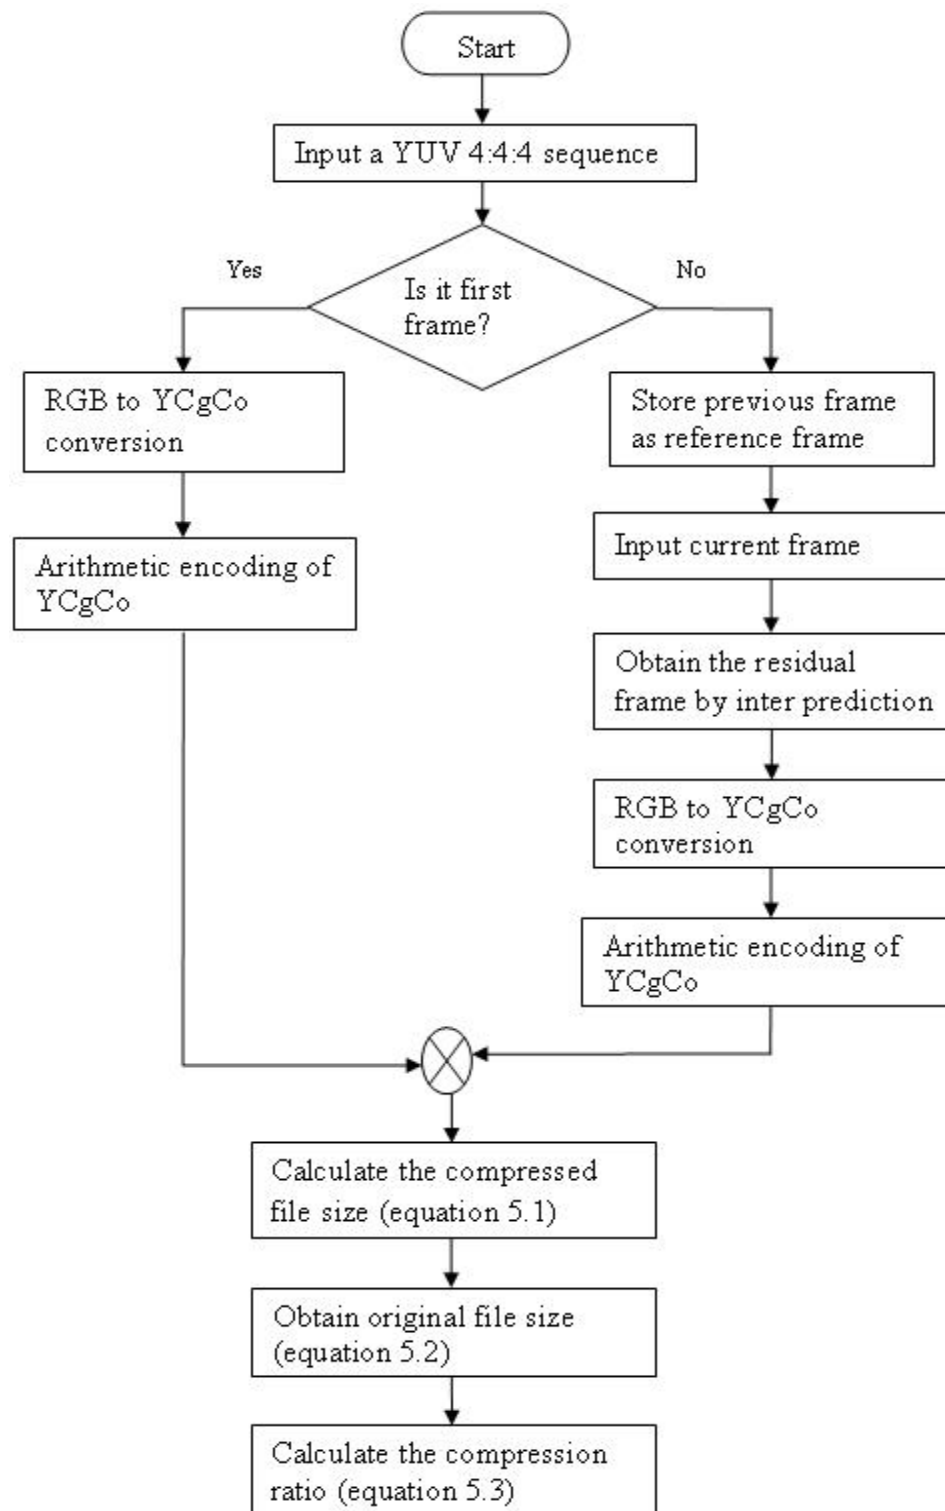 Start
Input a YUV 4:4:4 sequence
Yes
No
Is it first
frame?
RGB to YCgCo
conversion
Arithmetic encoding of
YCgCo
Store previous frame
as reference frame
Input current frame
Obtain the residual
frame by inter prediction
RGB to YCgCo
conversion
Arithmetic encoding of
YCgCo
Calculate the compressed
file size (equation 5.1)
Obtain original file size
(equation 5.2)
Calculate the compression
ratio (equation 5.3)